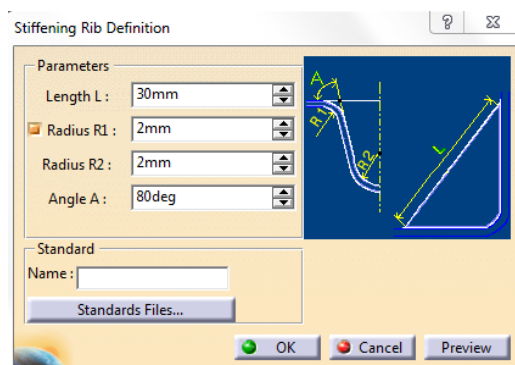 Stiffening Rib Definition
Parameters
Length L : 30mm
Radius R1 : 2mm
Radius R2 : 2mm
Angle A : 80deg
A
R1
R2
L
Standard
Name :
Standards Files...
OK Cancel Preview